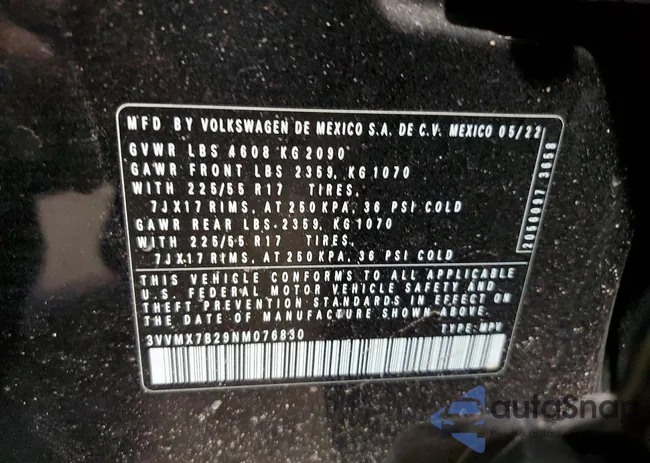 MFD BY VOLKSWAGEN DE MEXICO S.A. DE C.V. MEXICO 05/22
GVWR LBS 4608 KG 2090
GAWR FRONT LBS 2359, KG 1070
WITH 225/55 R17 TIRES,
7JX17 RIMS, AT 250 KPA, 36 PSI COLD
GAWR REAR LBS 2359, KG 1070
WITH 225/55 R17 TIRES,
7JX17 RIMS, AT 250 KPA, 36 PSI COLD
THIS VEHICLE CONFORMS TO ALL APPLICABLE
U.S. FEDERAL MOTOR VEHICLE SAFETY AND
THEFT PREVENTION STANDARDS IN EFFECT ON
THE DATE OF MANUFACTURE SHOWN ABOVE.
3VVMX7B29NM076830 TYPE-MPV
autoSnap